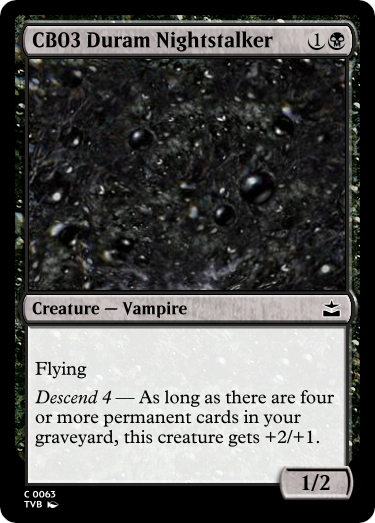 CB03 Duram Nightstalker 1
Creature — Vampire
Flying
Descend 4 — As long as there are four
or more permanent cards in your
graveyard, this creature gets +2/+1.
1/2
C 0063
TVB